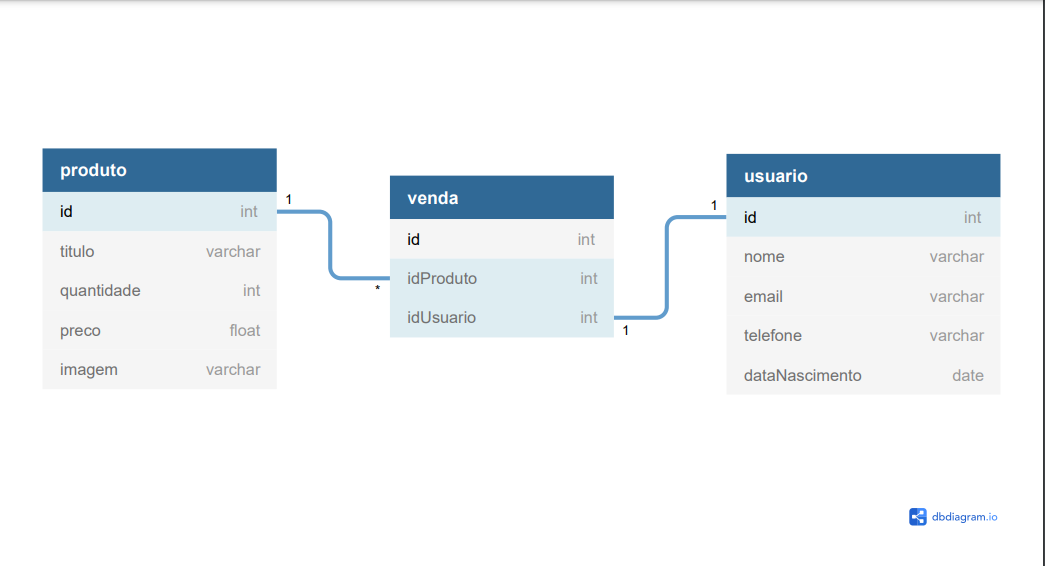 produto
id int
titulo varchar
quantidade int
preco float
imagem varchar
1
*
venda
id int
idProduto int
idUsuario int
1
1
usuario
id int
nome varchar
email varchar
telefone varchar
dataNascimento date
dbdiagram.io